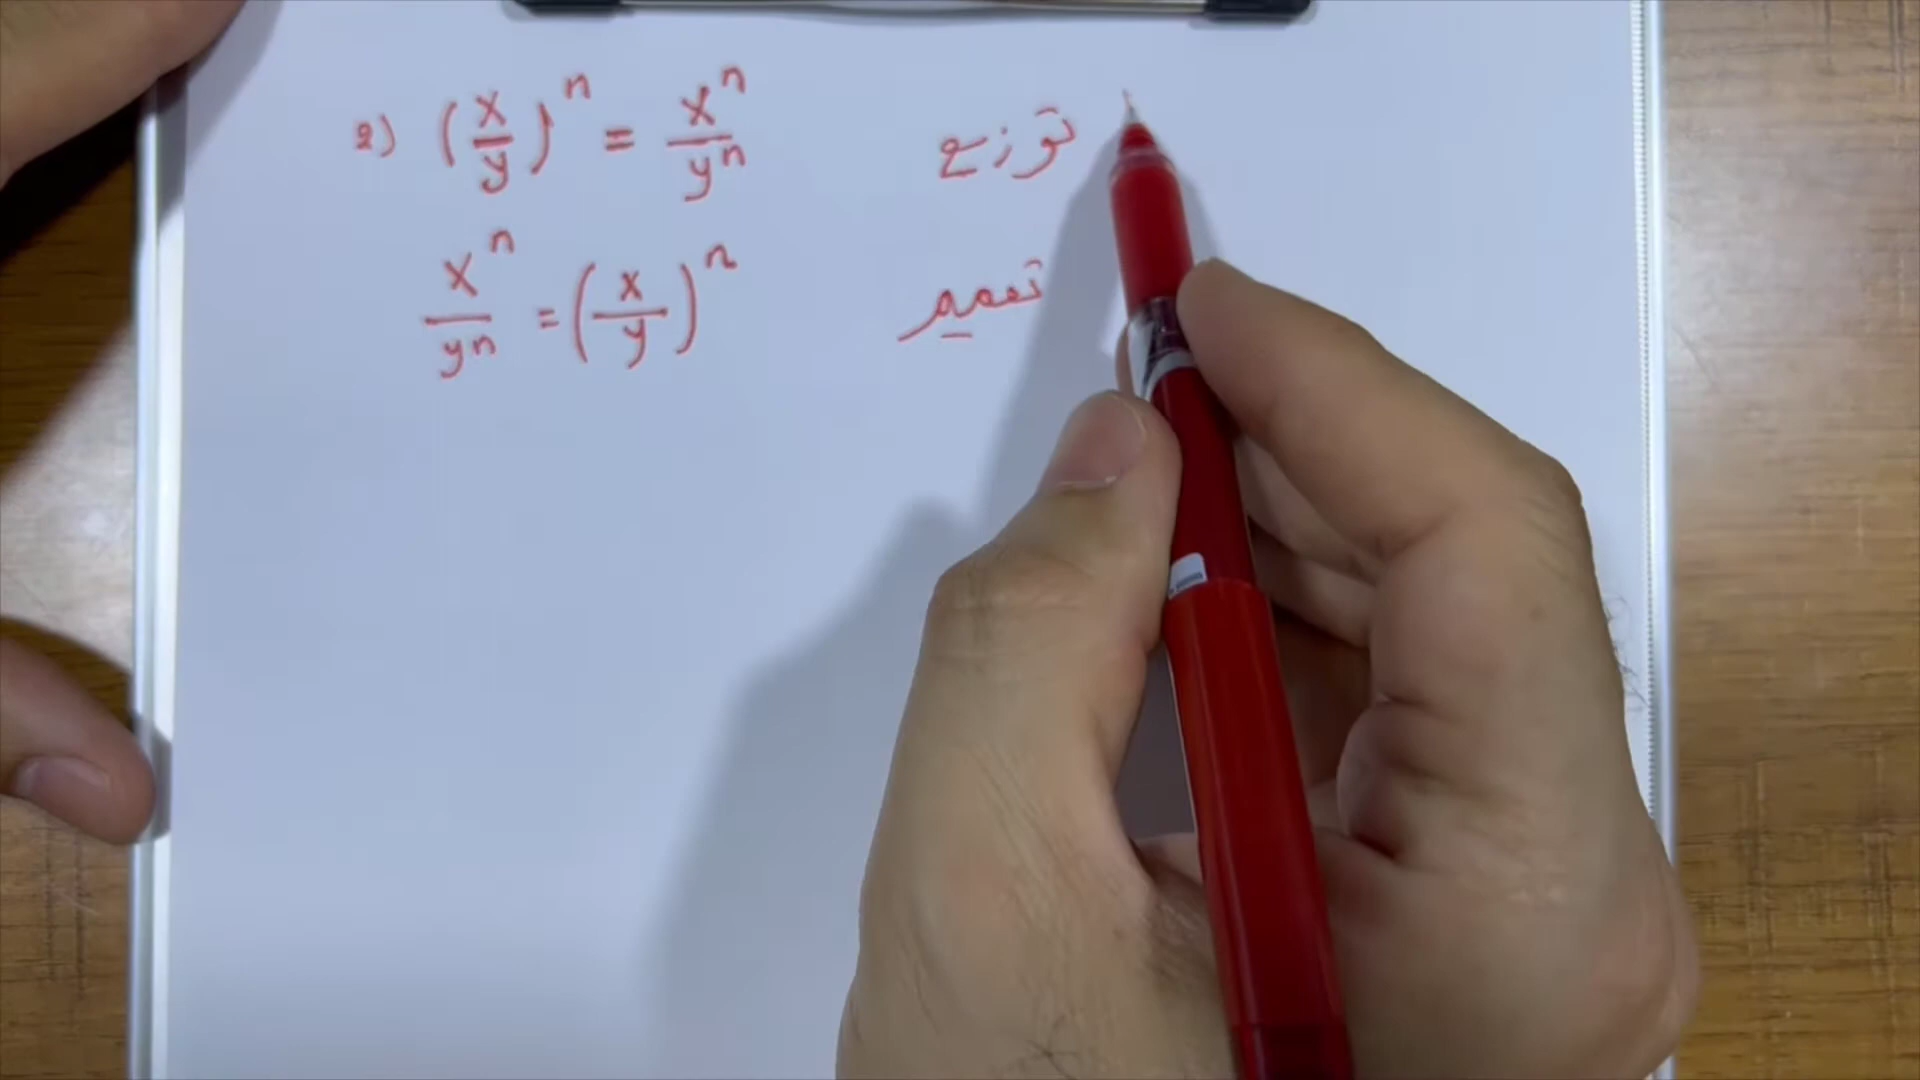 2) (x/y)^n = x^n/y^n توزيع
x^n/y^n = (x/y)^n تعميم